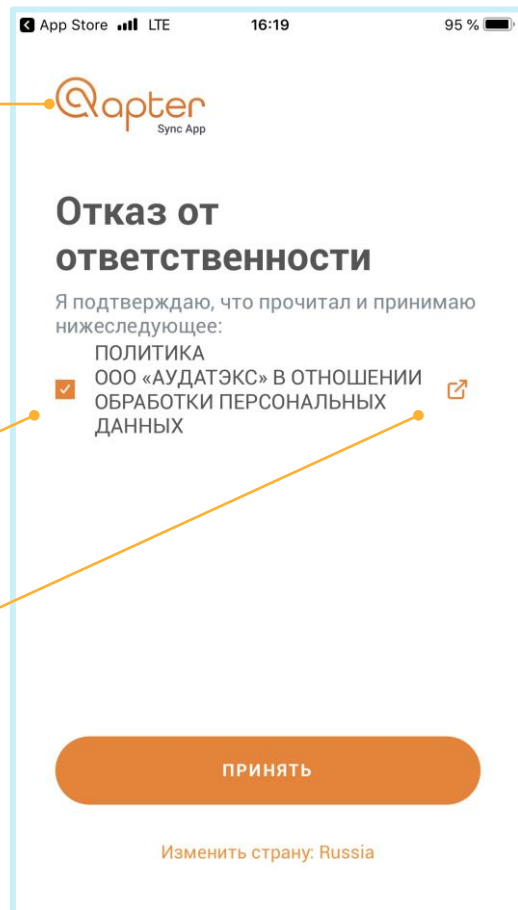 App Store LTE 16:19 95 %
Qapter
Sync App
Отказ от
ответственности
Я подтверждаю, что прочитал и принимаю
нижеследующее:
ПОЛИТИКА
ООО «АУДАТЭКС» В ОТНОШЕНИИ
ОБРАБОТКИ ПЕРСОНАЛЬНЫХ
ДАННЫХ
ПРИНЯТЬ
Изменить страну: Russia